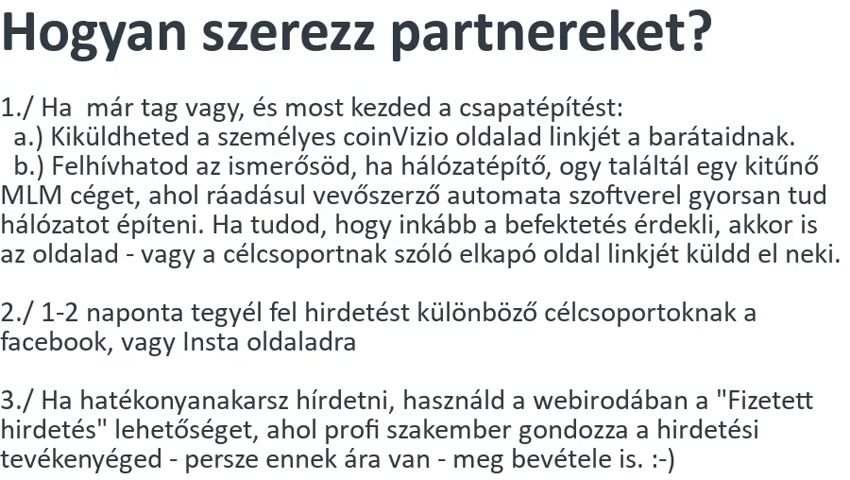 Hogyan szerezz partnereket?
1./ Ha  már tag vagy, és most kezded a csapatépítést:
a.) Kiküldheted a személyes coinVizio oldalad linkjét a barátaidnak.
b.) Felhívhatod az ismerősöd, ha hálózatépítő, ogy találtál egy kitűnő
MLM céget, ahol ráadásul vevőszerző automata szoftverel gyorsan tud
hálózatot építeni. Ha tudod, hogy inkább a befektetés érdekli, akkor is
az oldalad - vagy a célcsoportnak szóló elkapó oldal linkjét küldd el neki.
2./ 1-2 naponta tegyél fel hirdetést különböző célcsoportoknak a
facebook, vagy Insta oldaladra
3./ Ha hatékonyanakarsz hírdetni, használd a webirodában a "Fizetett
hirdetés" lehetőséget, ahol profi szakember gondozza a hirdetési
tevékenyéged - persze ennek ára van - meg bevétele is. :-)